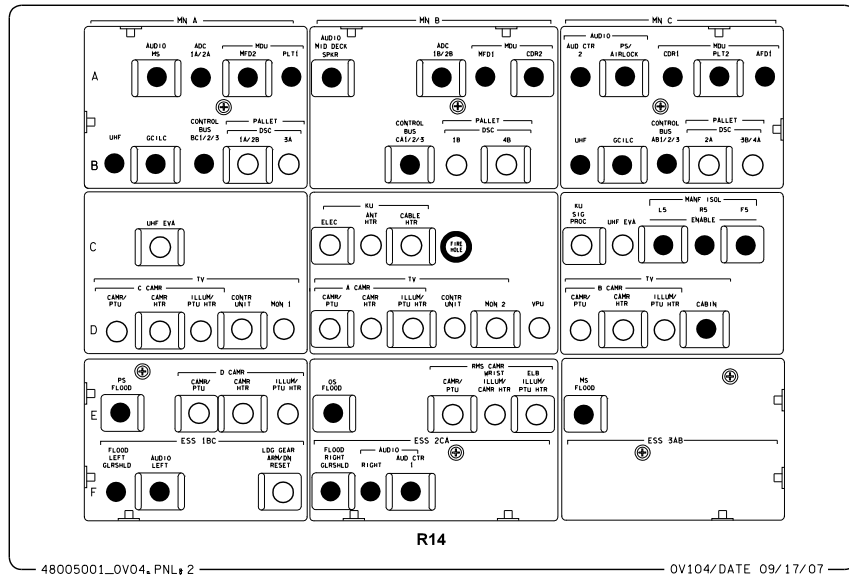 MN A MN B MN C
A
AUDIO MS
ADC 1A/2A
MDU
MFD2
PLT1
AUDIO MID DECK SPKR
ADC 1B/2B
MDU
MFD1
CDR2
AUDIO
AUD CTR 2
PS/ AIRLOCK
MDU
CDR1
PLT2
AFD1
B
UHF
GCILC
CONTROL BUS BC1/2/3
PALLET
DSC
1A/2B
3A
CONTROL BUS CA1/2/3
PALLET
DSC
1B
4B
UHF
GCILC
CONTROL BUS AB1/2/3
PALLET
DSC
2A
3B/4A
C
UHF EVA
KU
ELEC
ANT HTR
CABLE HTR
FIRE HOLE
KU SIG PROC
UHF EVA
MANF ISOL
L5
R5
F5
ENABLE
D
TV
C CAMR
CAMR/ PTU
CAMR HTR
ILLUM/ PTU HTR
CONTR UNIT
MON 1
TV
A CAMR
CAMR/ PTU
CAMR HTR
ILLUM/ PTU HTR
CONTR UNIT
MON 2
VPU
TV
B CAMR
CAMR/ PTU
CAMR HTR
ILLUM/ PTU HTR
CABIN
E
PS FLOOD
D CAMR
CAMR/ PTU
CAMR HTR
ILLUM/ PTU HTR
OS FLOOD
RMS CAMR
WRIST
ELB
CAMR/ PTU
ILLUM/ CAMR HTR
ILLUM/ PTU HTR
MS FLOOD
F
ESS 1BC
FLOOD LEFT GLRSHLD
AUDIO LEFT
LDG GEAR ARM/DN RESET
ESS 2CA
FLOOD RIGHT GLRSHLD
AUDIO
RIGHT
AUD CTR 1
ESS 3AB
R14
48005001_OV04.PNL;2
OV104/DATE 09/17/07